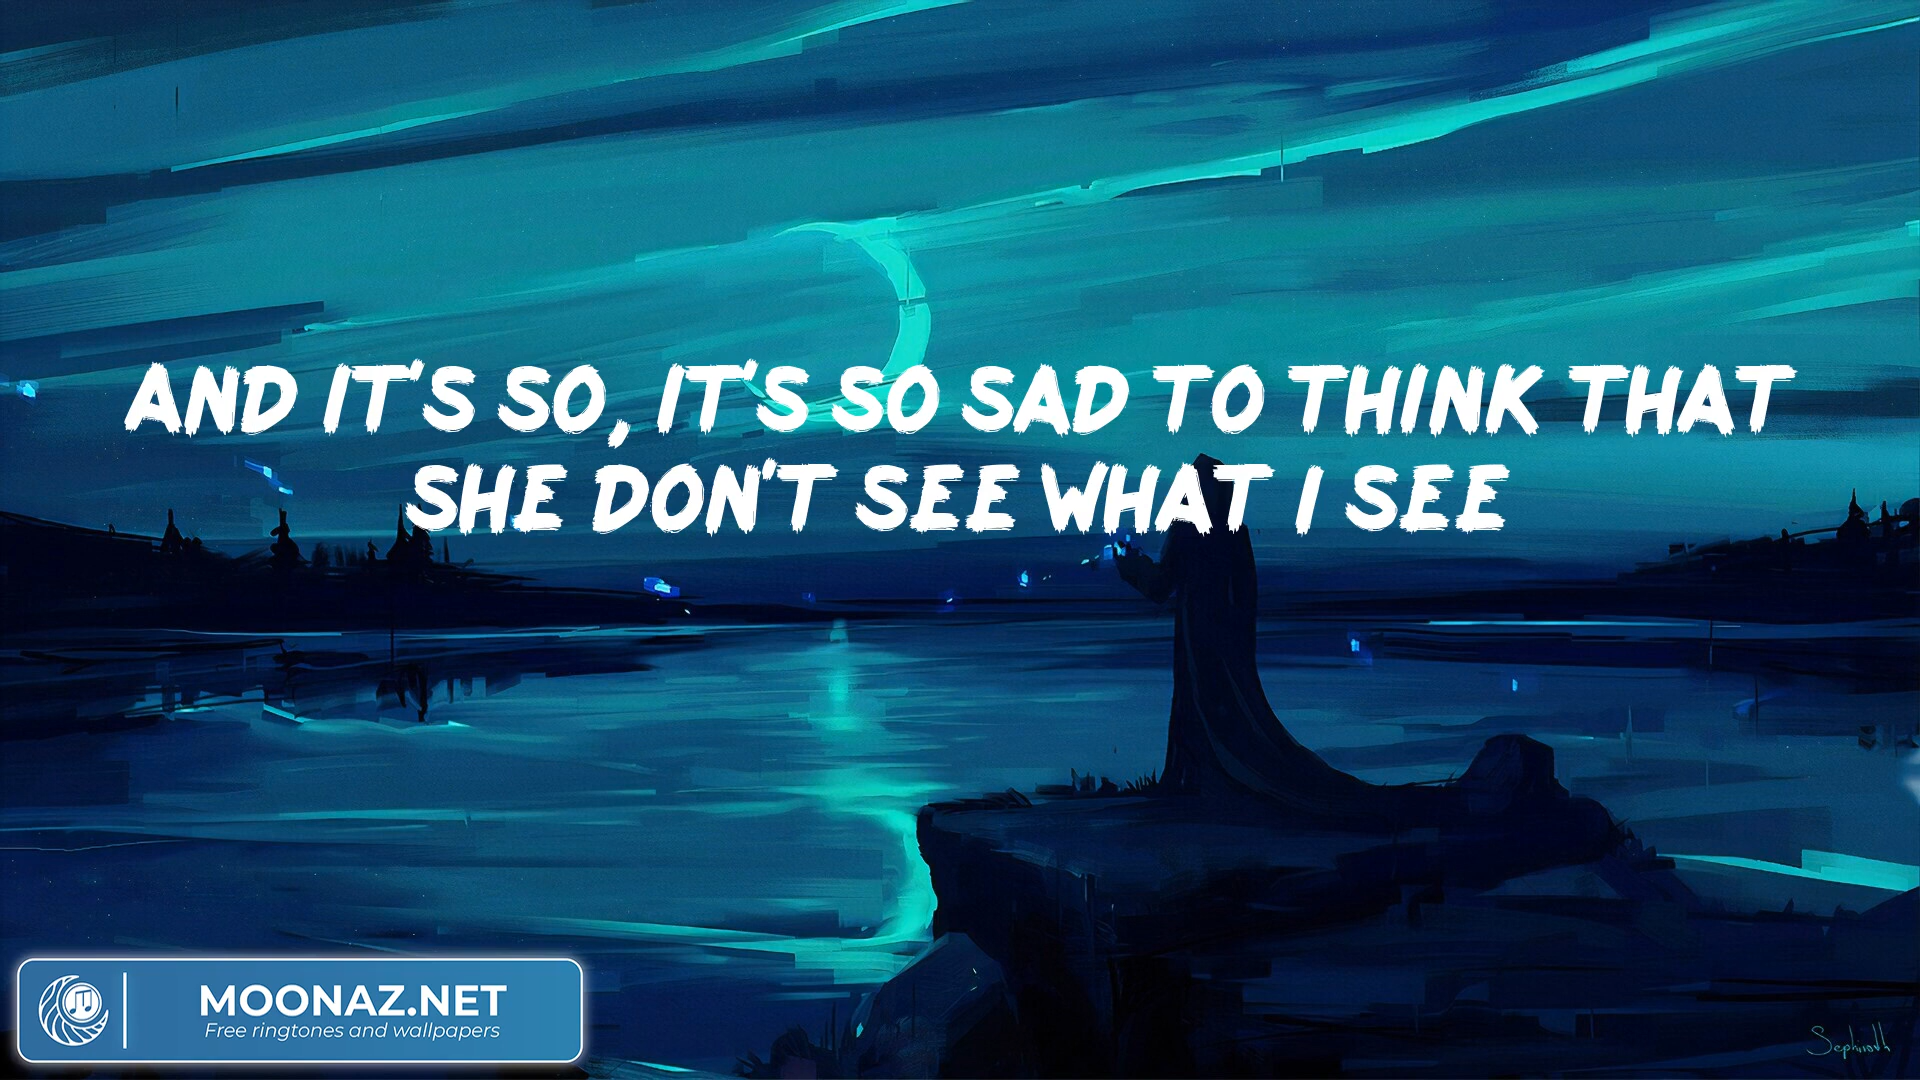 AND IT'S SO, IT'S SO SAD TO THINK THAT
SHE DON'T SEE WHAT I SEE
MOONAZ.NET
Free ringtones and wallpapers
Sephiroth